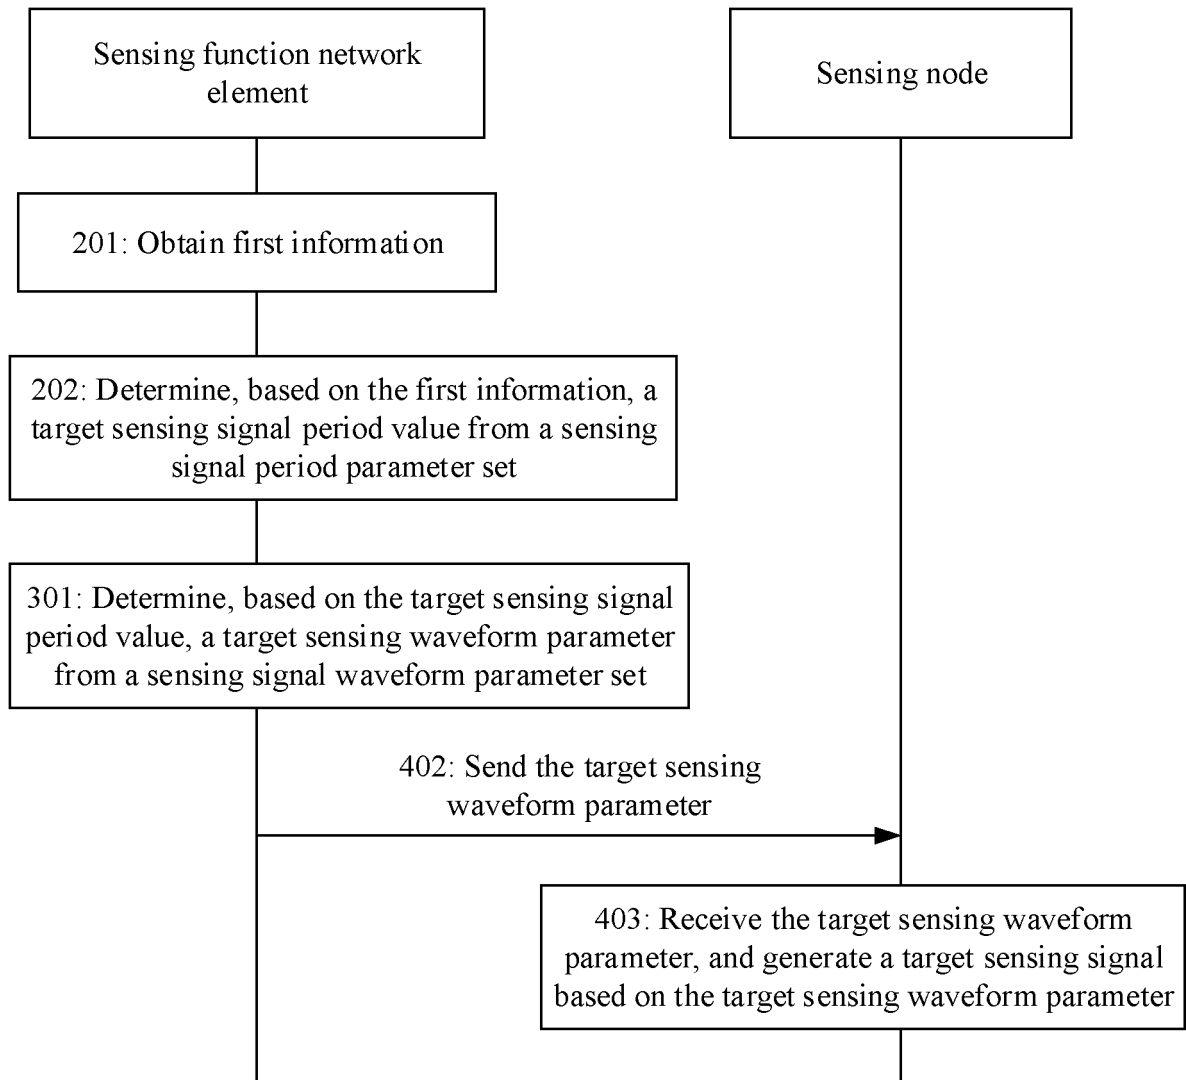 Sensing function network
element
Sensing node
201: Obtain first information
202: Determine, based on the first information, a
target sensing signal period value from a sensing
signal period parameter set
301: Determine, based on the target sensing signal
period value, a target sensing waveform parameter
from a sensing signal waveform parameter set
402: Send the target sensing
waveform parameter
403: Receive the target sensing waveform
parameter, and generate a target sensing signal
based on the target sensing waveform parameter